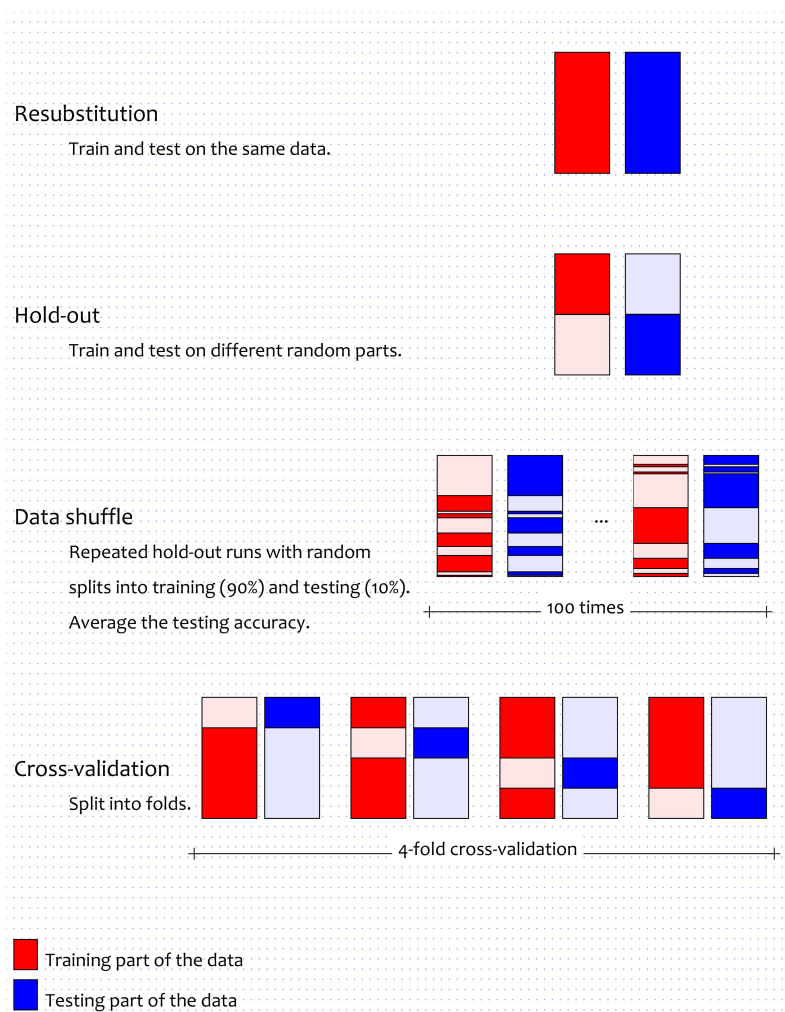 Resubstitution
Train and test on the same data.
Hold-out
Train and test on different random parts.
Data shuffle
Repeated hold-out runs with random
splits into training (90%) and testing (10%).
Average the testing accuracy.
...
100 times
Cross-validation
Split into folds.
4-fold cross-validation
Training part of the data
Testing part of the data